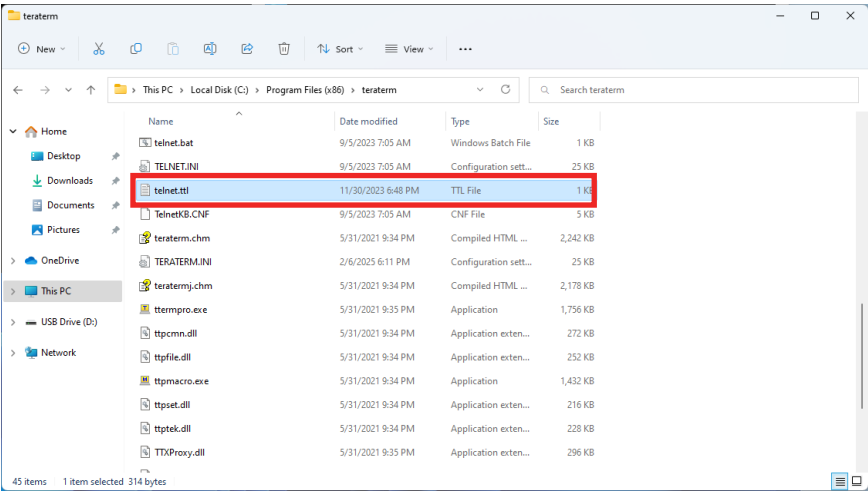 teraterm
New
Sort
View
This PC > Local Disk (C:) > Program Files (x86) > teraterm
Search teraterm
Home
Desktop
Downloads
Documents
Pictures
OneDrive
This PC
USB Drive (D:)
Network
Name Date modified Type Size
telnet.bat 9/5/2023 7:05 AM Windows Batch File 1 KB
TELNET.INI 9/5/2023 7:05 AM Configuration sett... 25 KB
telnet.ttl 11/30/2023 6:48 PM TTL File 1 KB
TelnetKB.CNF 9/5/2023 7:05 AM CNF File 5 KB
teraterm.chm 5/31/2021 9:34 PM Compiled HTML ... 2,242 KB
TERATERM.INI 2/6/2025 6:11 PM Configuration sett... 25 KB
teratermj.chm 5/31/2021 9:34 PM Compiled HTML ... 2,178 KB
ttermpro.exe 5/31/2021 9:35 PM Application 1,756 KB
ttpcmn.dll 5/31/2021 9:34 PM Application exten... 272 KB
ttpfile.dll 5/31/2021 9:34 PM Application exten... 252 KB
ttpmacro.exe 5/31/2021 9:34 PM Application 1,432 KB
ttpset.dll 5/31/2021 9:34 PM Application exten... 216 KB
ttptek.dll 5/31/2021 9:34 PM Application exten... 228 KB
TTXProxy.dll 5/31/2021 9:35 PM Application exten... 296 KB
45 items 1 item selected 314 bytes